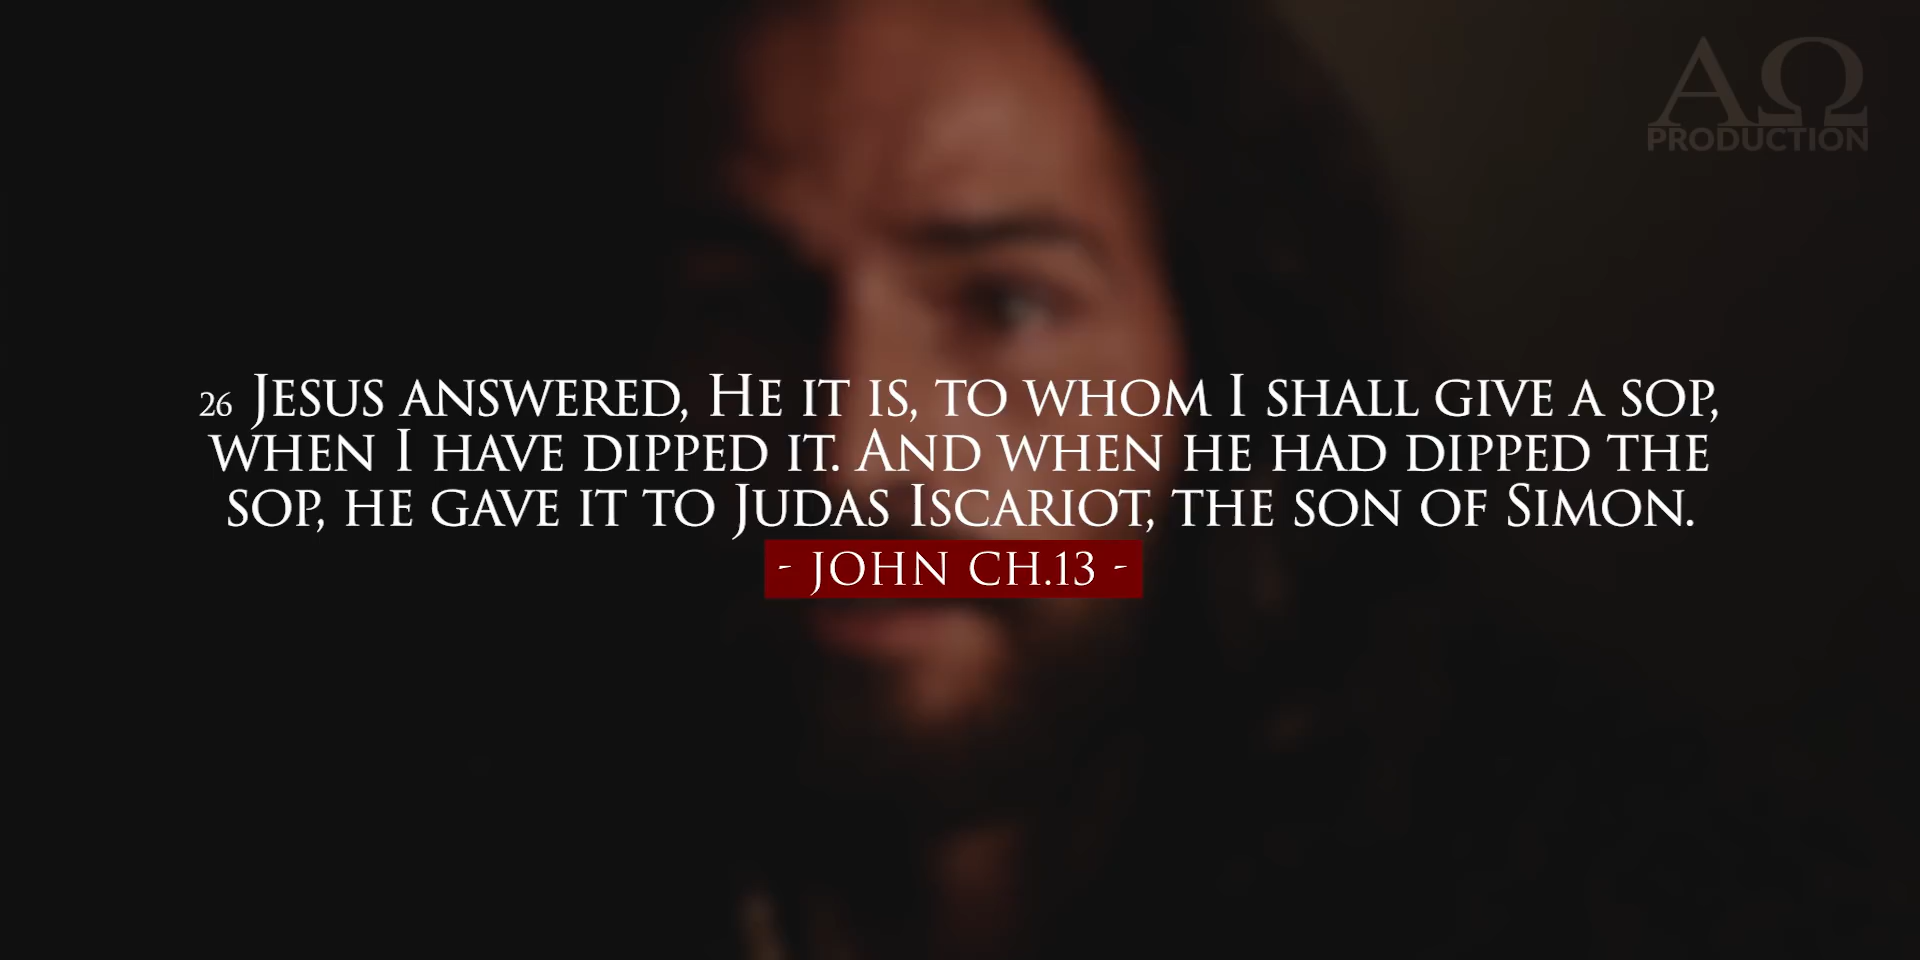 ΑΩ
PRODUCTION
26 Jesus answered, He it is, to whom I shall give a sop,
when I have dipped it. And when he had dipped the
sop, he gave it to Judas Iscariot, the son of Simon.
- JOHN CH.13 -